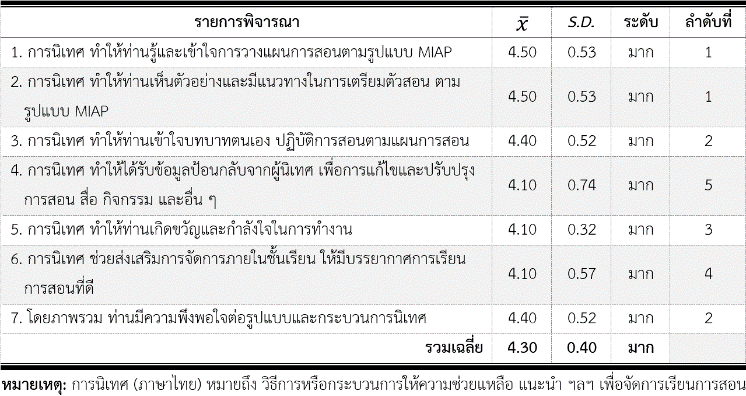 รายการพิจารณา x̄ S.D. ระดับ ลำดับที่
1. การนิเทศ ทำให้ท่านรู้และเข้าใจการวางแผนการสอนตามรูปแบบ MIAP 4.50 0.53 มาก 1
2. การนิเทศ ทำให้ท่านเห็นตัวอย่างและมีแนวทางในการเตรียมตัวสอน ตาม
รูปแบบ MIAP 4.50 0.53 มาก 1
3. การนิเทศ ทำให้ท่านเข้าใจบทบาทตนเอง ปฏิบัติการสอนตามแผนการสอน 4.40 0.52 มาก 2
4. การนิเทศ ทำให้ได้รับข้อมูลป้อนกลับจากผู้นิเทศ เพื่อการแก้ไขและปรับปรุง
การสอน สื่อ กิจกรรม และอื่น ๆ 4.10 0.74 มาก 5
5. การนิเทศ ทำให้ท่านเกิดขวัญและกำลังใจในการทำงาน 4.10 0.32 มาก 3
6. การนิเทศ ช่วยส่งเสริมการจัดการภายในชั้นเรียน ให้มีบรรยากาศการเรียน
การสอนที่ดี 4.10 0.57 มาก 4
7. โดยภาพรวม ท่านมีความพึงพอใจต่อรูปแบบและกระบวนการนิเทศ 4.40 0.52 มาก 2
รวมเฉลี่ย 4.30 0.40 มาก
หมายเหตุ: การนิเทศ (ภาษาไทย) หมายถึง วิธีการหรือกระบวนการให้ความช่วยเหลือ แนะนำ ฯลฯ เพื่อจัดการเรียนการสอน